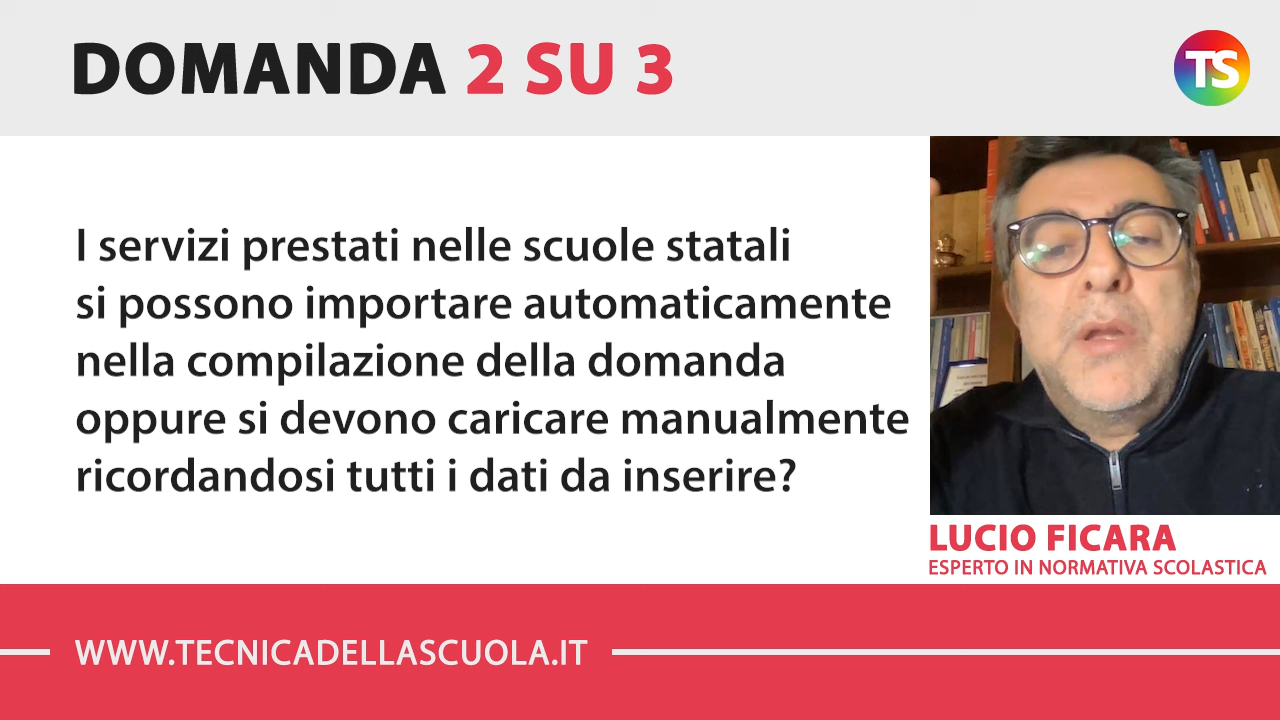 DOMANDA 2 SU 3
TS
I servizi prestati nelle scuole statali
si possono importare automaticamente
nella compilazione della domanda
oppure si devono caricare manualmente
ricordandosi tutti i dati da inserire?
LUCIO FICARA
ESPERTO IN NORMATIVA SCOLASTICA
WWW.TECNICADELLASCUOLA.IT